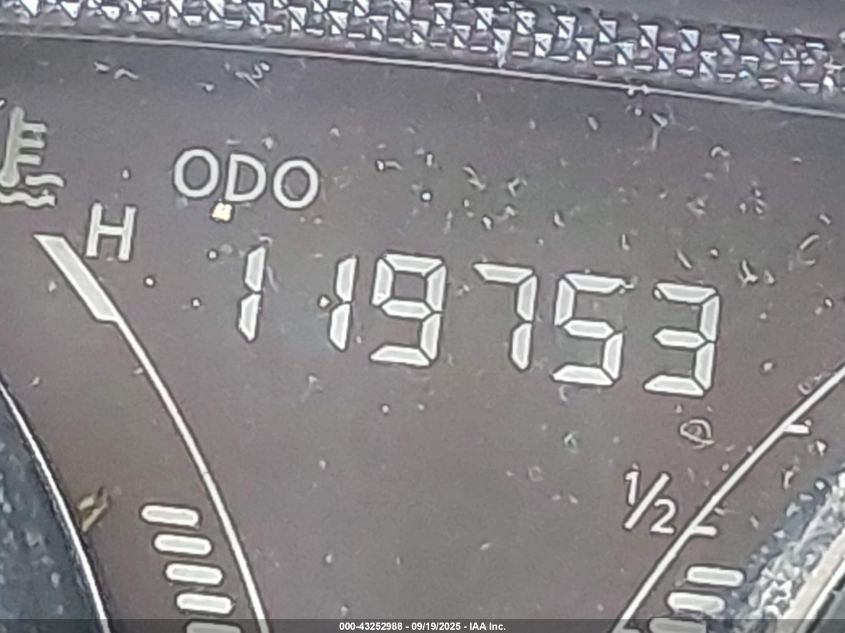 ODO
H
119753
1/2
000-43252988 - 09/19/2025 - IAA Inc.